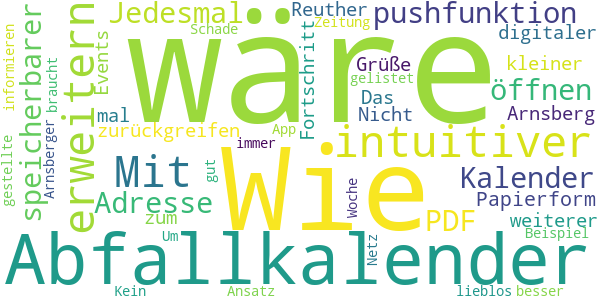 informieren
speicherbarer
gestellte
Arnsberger
braucht
erweitern
Events
Jedesmal
mal
zurückgreifen
Schade
wäre
Reuther
Zeitung
Fortschritt
Grüße
gelistet
pushfunktion
digitaler
kleiner
öffnen
Das
Nicht
Arnsberg
App
immer
intuitiver
Mit
Adresse
zum
gut
Um
Wie
Woche
Kalender
Papierform
PDF
weiterer
Beispiel
Netz
Abfallkalender
Kein
Ansatz
lieblos
besser